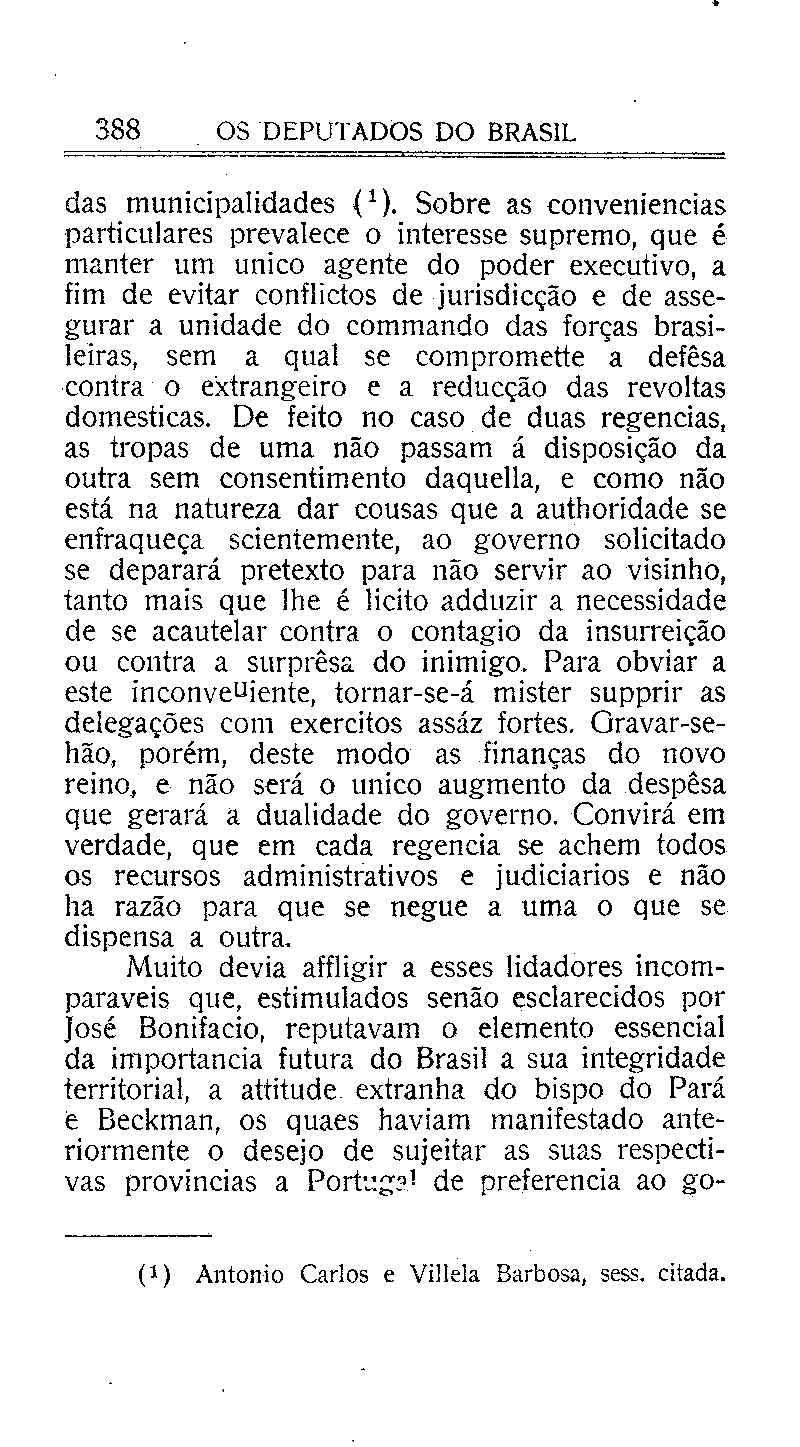 388 OS DEPUTADOS DO BRASIL
das municipalidades (¹). Sobre as conveniencias
particulares prevalece o interesse supremo, que é
manter um unico agente do poder executivo, a
fim de evitar conflictos de jurisdicção e de asse-
gurar a unidade do commando das forças brasi-
leiras, sem a qual se compromette a defêsa
contra o extrangeiro e a reducção das revoltas
domesticas. De feito no caso de duas regencias,
as tropas de uma não passam á disposição da
outra sem consentimento daquella, e como não
está na natureza dar cousas que a authoridade se
enfraqueça scientemente, ao governo solicitado
se deparará pretexto para não servir ao visinho,
tanto mais que lhe é licito adduzir a necessidade
de se acautelar contra o contagio da insurreição
ou contra a surprêsa do inimigo. Para obviar a
este inconveuiente, tornar-se-á mister supprir as
delegações com exercitos assáz fortes. Gravar-se-
hão, porém, deste modo as finanças do novo
reino, e não será o unico augmento da despêsa
que gerará a dualidade do governo. Convirá em
verdade, que em cada regencia se achem todos
os recursos administrativos e judiciarios e não
ha razão para que se negue a uma o que se
dispensa a outra.
Muito devia affligir a esses lidadores incom-
paraveis que, estimulados senão esclarecidos por
José Bonifacio, reputavam o elemento essencial
da importancia futura do Brasil a sua integridade
territorial, a attitude extranha do bispo do Pará
e Beckman, os quaes haviam manifestado ante-
riormente o desejo de sujeitar as suas respecti-
vas provincias a Portugal de preferencia ao go-
(¹) Antonio Carlos e Villela Barbosa, sess. citada.